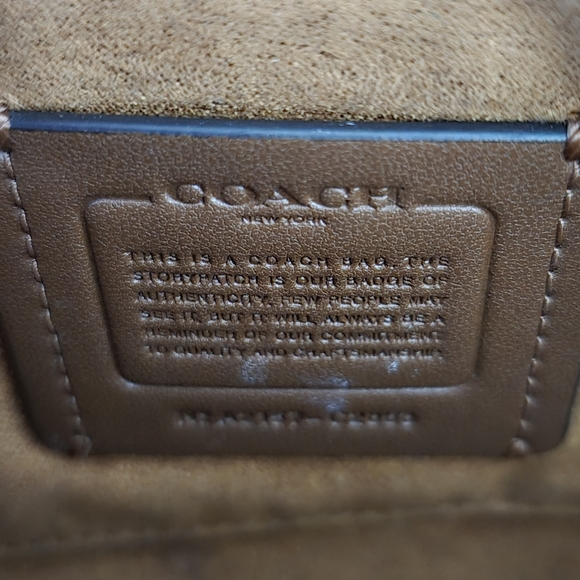 COACH
NEW YORK
THIS IS A COACH BAG. THE
STORYPATCH IS OUR BADGE OF
AUTHENTICITY. FEW PEOPLE MAY
SEE IT, BUT IT WILL ALWAYS BE A
REMINDER OF OUR COMMITMENT
TO QUALITY AND CRAFTSMANSHIP.